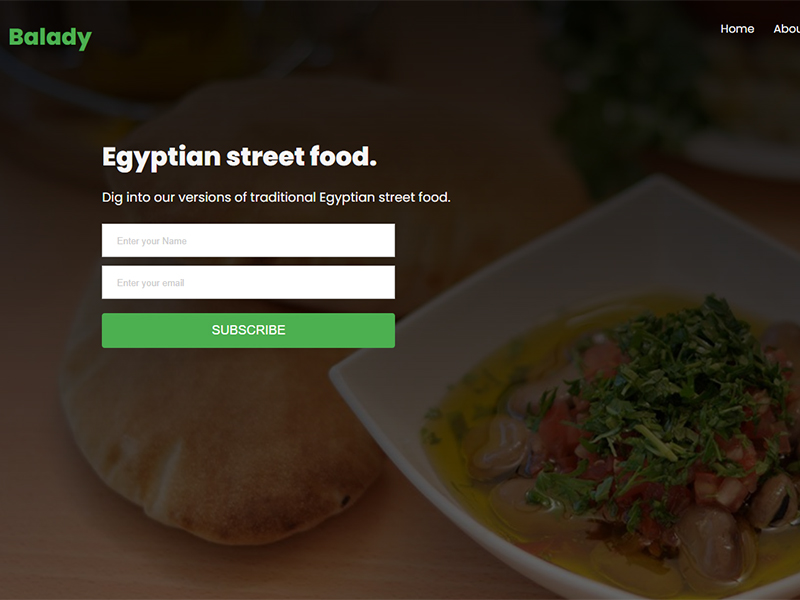 Balady
Home
Egyptian street food.
Dig into our versions of traditional Egyptian street food.
Enter your Name
Enter your email
SUBSCRIBE